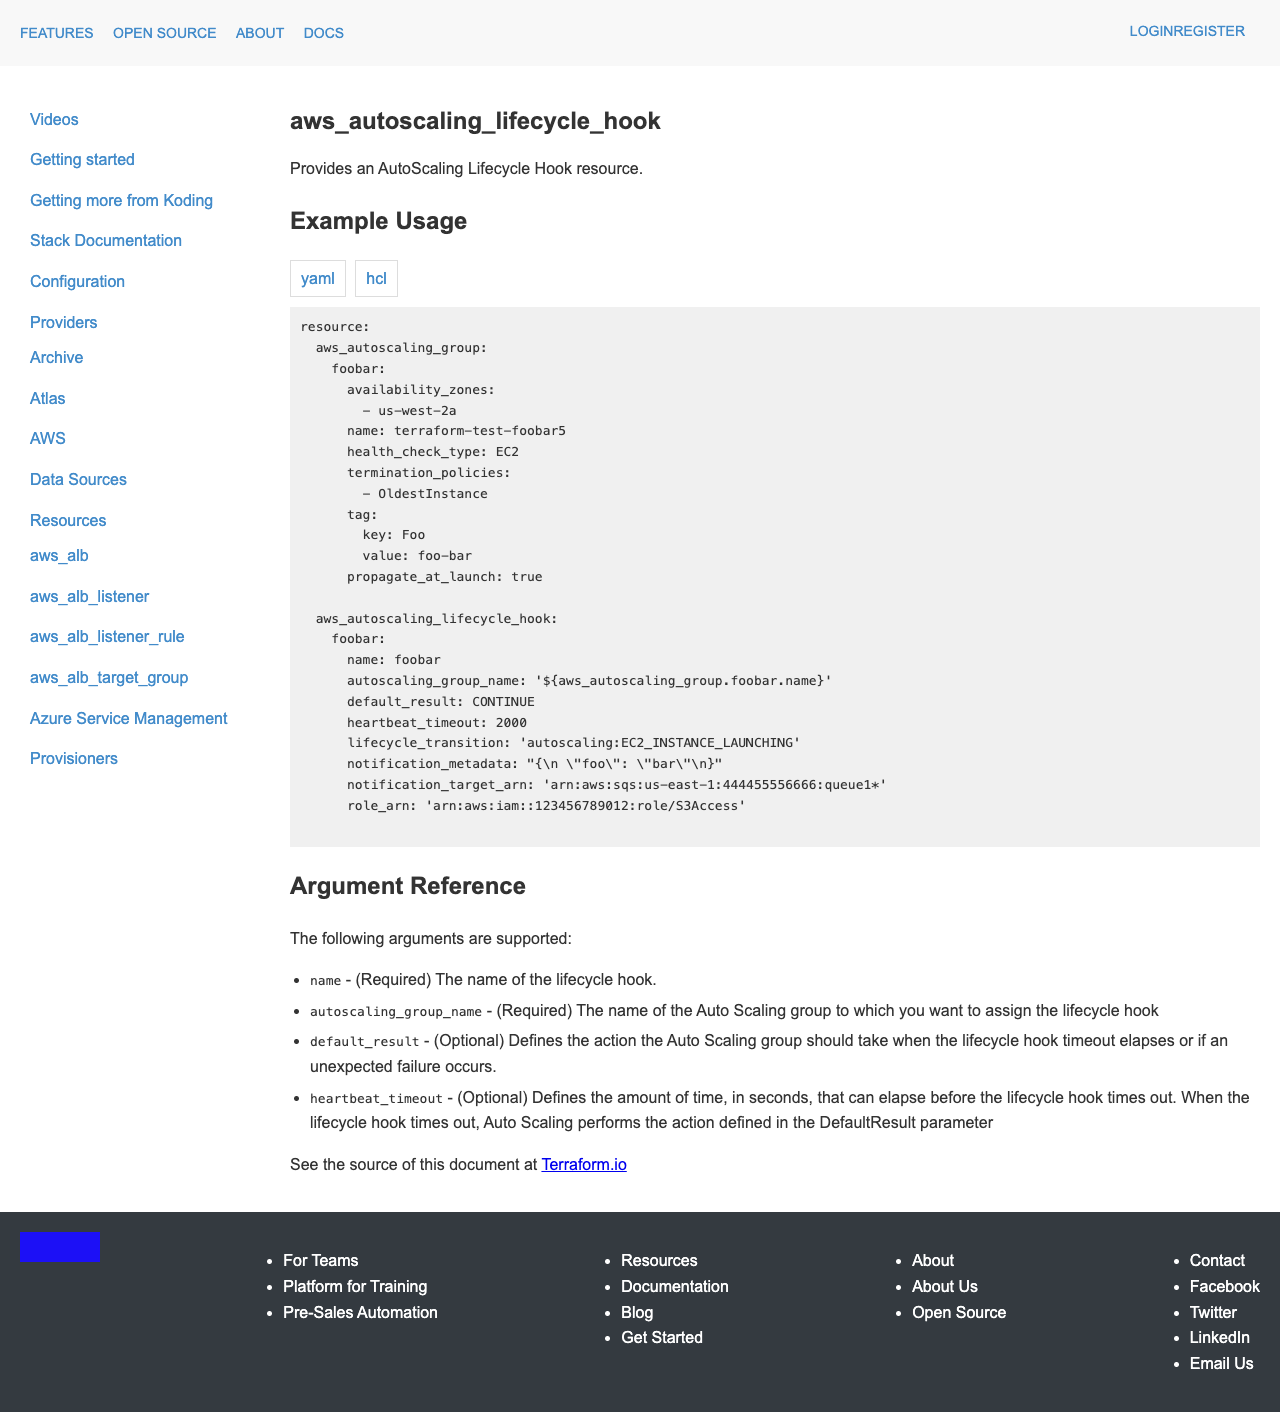 FEATURES OPEN SOURCE ABOUT DOCS LOGINREGISTER
Videos
Getting started
Getting more from Koding
Stack Documentation
Configuration
Providers
Archive
Atlas
AWS
Data Sources
Resources
aws_alb
aws_alb_listener
aws_alb_listener_rule
aws_alb_target_group
Azure Service Management
Provisioners
aws_autoscaling_lifecycle_hook
Provides an AutoScaling Lifecycle Hook resource.
Example Usage
yaml hcl
resource:
  aws_autoscaling_group:
    foobar:
      availability_zones:
        - us-west-2a
      name: terraform-test-foobar5
      health_check_type: EC2
      termination_policies:
        - OldestInstance
      tag:
        key: Foo
        value: foo-bar
      propagate_at_launch: true
  aws_autoscaling_lifecycle_hook:
    foobar:
      name: foobar
      autoscaling_group_name: '${aws_autoscaling_group.foobar.name}'
      default_result: CONTINUE
      heartbeat_timeout: 2000
      lifecycle_transition: 'autoscaling:EC2_INSTANCE_LAUNCHING'
      notification_metadata: "{\n \"foo\": \"bar\"\n}"
      notification_target_arn: 'arn:aws:sqs:us-east-1:444455556666:queue1*'
      role_arn: 'arn:aws:iam::123456789012:role/S3Access'
Argument Reference
The following arguments are supported:
• name - (Required) The name of the lifecycle hook.
• autoscaling_group_name - (Required) The name of the Auto Scaling group to which you want to assign the lifecycle hook
• default_result - (Optional) Defines the action the Auto Scaling group should take when the lifecycle hook timeout elapses or if an
unexpected failure occurs.
• heartbeat_timeout - (Optional) Defines the amount of time, in seconds, that can elapse before the lifecycle hook times out. When the
lifecycle hook times out, Auto Scaling performs the action defined in the DefaultResult parameter
See the source of this document at Terraform.io
• For Teams
• Platform for Training
• Pre-Sales Automation
• Resources
• Documentation
• Blog
• Get Started
• About
• About Us
• Open Source
• Contact
• Facebook
• Twitter
• LinkedIn
• Email Us